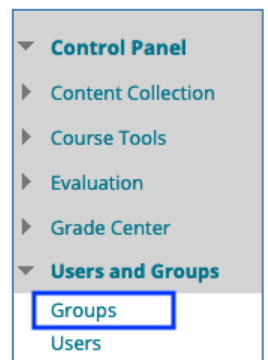 Control Panel
Content Collection
Course Tools
Evaluation
Grade Center
Users and Groups
Groups
Users